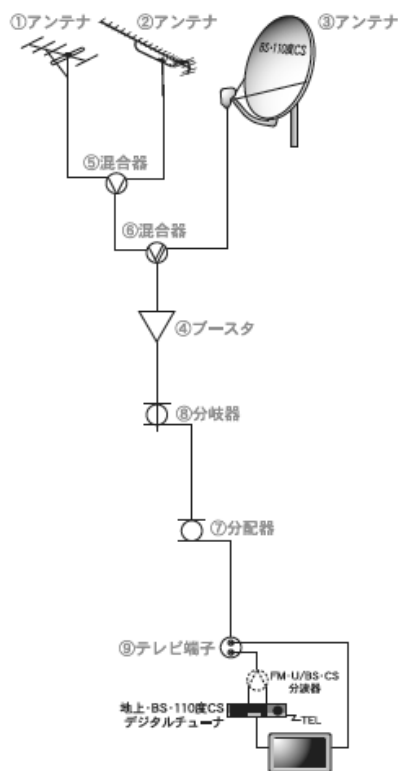 ①アンテナ
②アンテナ
③アンテナ
BS・110度CS
⑤混合器
⑥混合器
④ブースタ
⑧分岐器
⑦分配器
⑨テレビ端子
FM・U/BS・CS
分波器
地上・BS・110度CS
デジタルチューナ
TEL